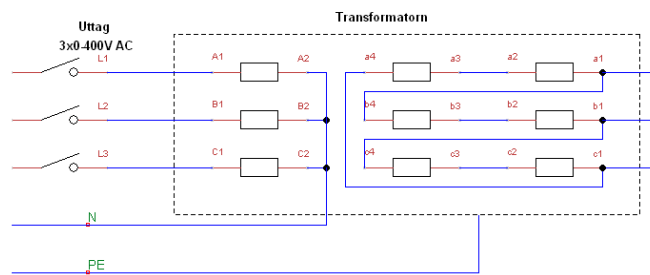 Transformatorn
Uttag
3x0-400V AC
L1 A1 A2 a4 a3 a2 a1
L2 B1 B2 b4 b3 b2 b1
L3 C1 C2 c4 c3 c2 c1
N
PE